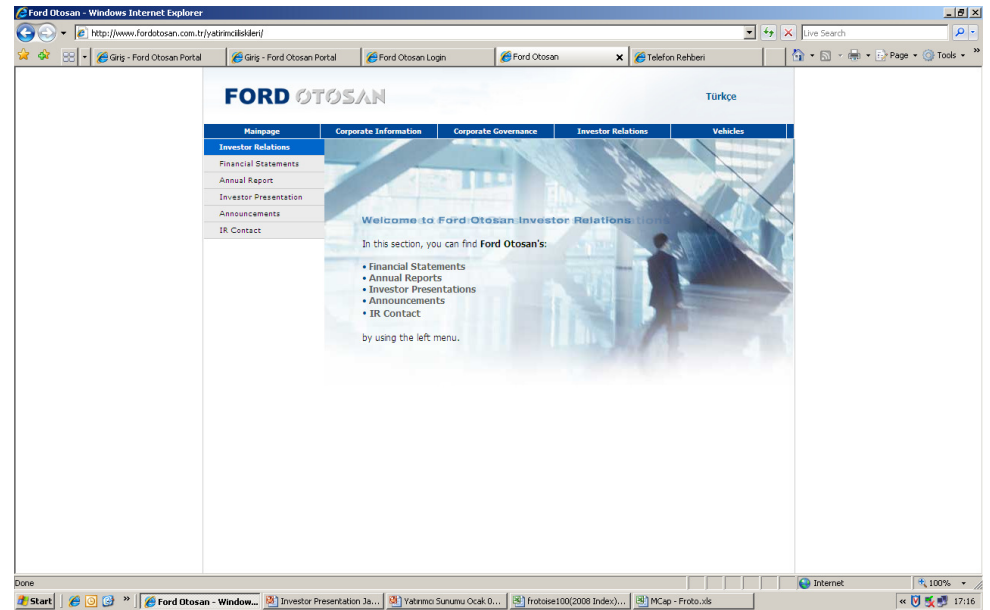 Ford Otosan - Windows Internet Explorer
http://www.fordotosan.com.tr/yatirimciiliskileri/
Live Search
Giriş - Ford Otosan Portal
Giriş - Ford Otosan Portal
Ford Otosan Login
Ford Otosan
Telefon Rehberi
Page
Tools
FORD OTOSAN
Türkçe
Mainpage
Corporate Information
Corporate Governance
Investor Relations
Vehicles
Investor Relations
Financial Statements
Annual Report
Investor Presentation
Announcements
IR Contact
Welcome to Ford Otosan Investor Relations
In this section, you can find Ford Otosan's:
• Financial Statements
• Annual Reports
• Investor Presentations
• Announcements
• IR Contact
by using the left menu.
Done
Internet
100%
Start
Ford Otosan - Window...
Investor Presentation Ja...
Yatırımcı Sunumu Ocak 0...
frotoise100(2008 Index)...
MCap - Froto.xls
17:16